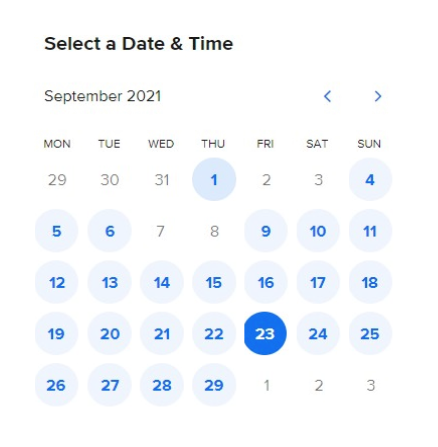 Select a Date & Time
September 2021
MON TUE WED THU FRI SAT SUN
29 30 31 1 2 3 4
5 6 7 8 9 10 11
12 13 14 15 16 17 18
19 20 21 22 23 24 25
26 27 28 29 1 2 3